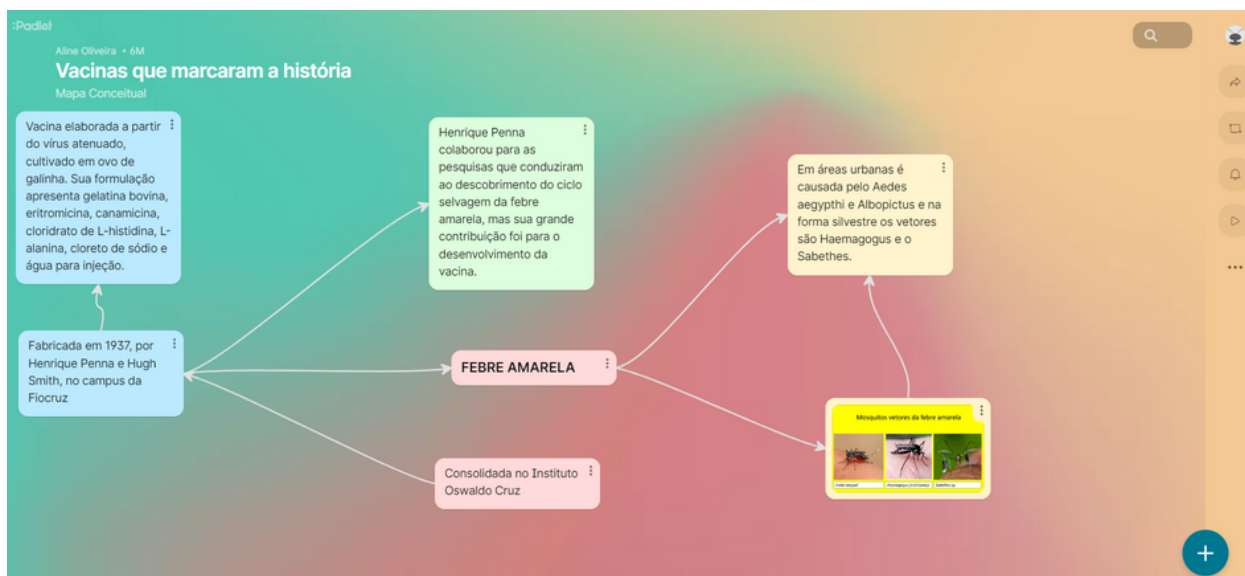 :Padlet
Aline Oliveira • 6M
Vacinas que marcaram a história
Mapa Conceitual
Vacina elaborada a partir
do vírus atenuado,
cultivado em ovo de
galinha. Sua formulação
apresenta gelatina bovina,
eritromicina, canamicina,
cloridrato de L-histidina, L-
alanina, cloreto de sódio e
água para injeção.
Fabricada em 1937, por
Henrique Penna e Hugh
Smith, no campus da
Fiocruz
Henrique Penna
colaborou para as
pesquisas que conduziram
ao descobrimento do ciclo
selvagem da febre
amarela, mas sua grande
contribuição foi para o
desenvolvimento da
vacina.
FEBRE AMARELA
Consolidada no Instituto
Oswaldo Cruz
Em áreas urbanas é
causada pelo Aedes
aegypthi e Albopictus e na
forma silvestre os vetores
são Haemagogus e o
Sabethes.
Mosquitos vetores da febre amarela